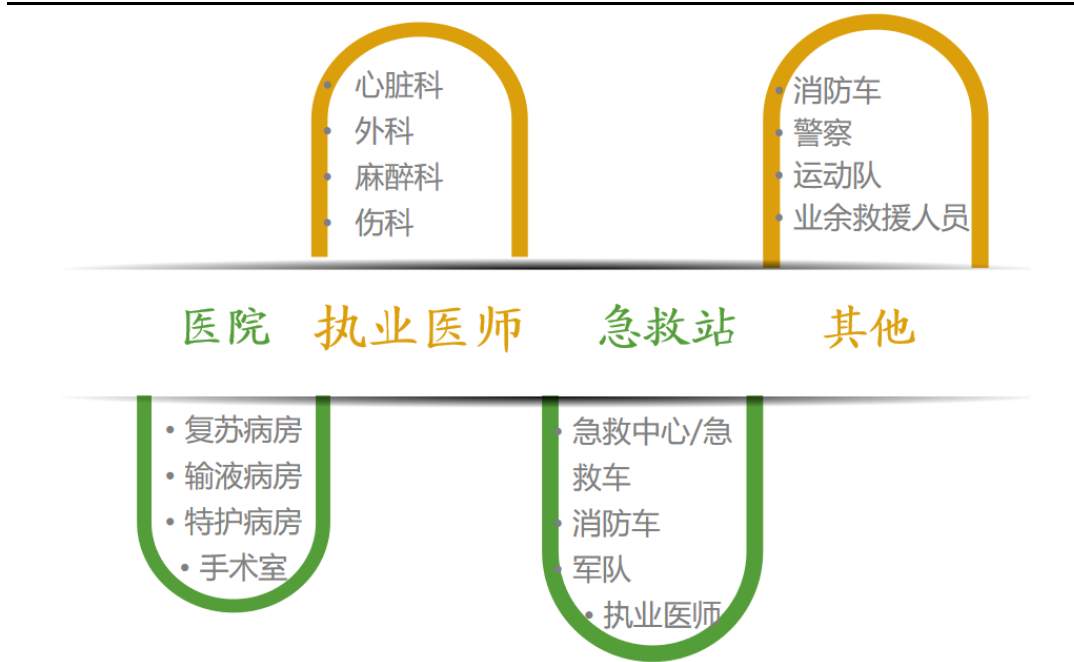 • 心脏科
• 外科
• 麻醉科
• 伤科
• 消防车
• 警察
• 运动队
• 业余救援人员
医院 执业医师 急救站 其他
• 复苏病房
• 输液病房
• 特护病房
• 手术室
• 急救中心/急
救车
• 消防车
• 军队
• 执业医师